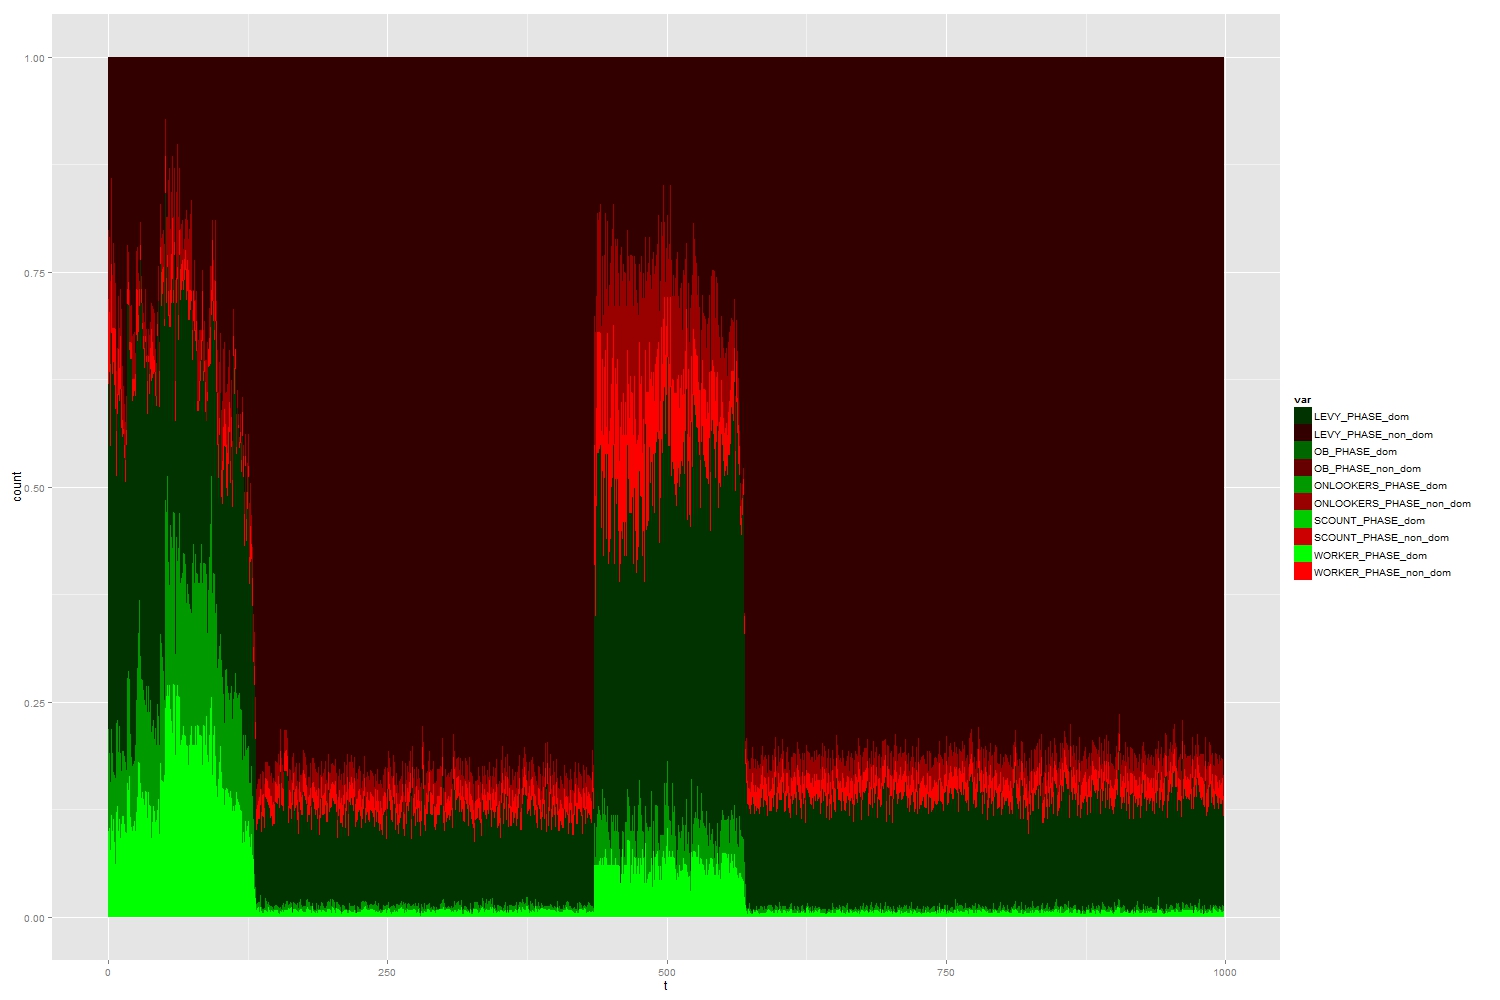 1.00
0.75
0.50
0.25
0.00
count
0
250
500
750
1000
t
var
LEVY_PHASE_dom
LEVY_PHASE_non_dom
OB_PHASE_dom
OB_PHASE_non_dom
ONLOOKERS_PHASE_dom
ONLOOKERS_PHASE_non_dom
SCOUNT_PHASE_dom
SCOUNT_PHASE_non_dom
WORKER_PHASE_dom
WORKER_PHASE_non_dom